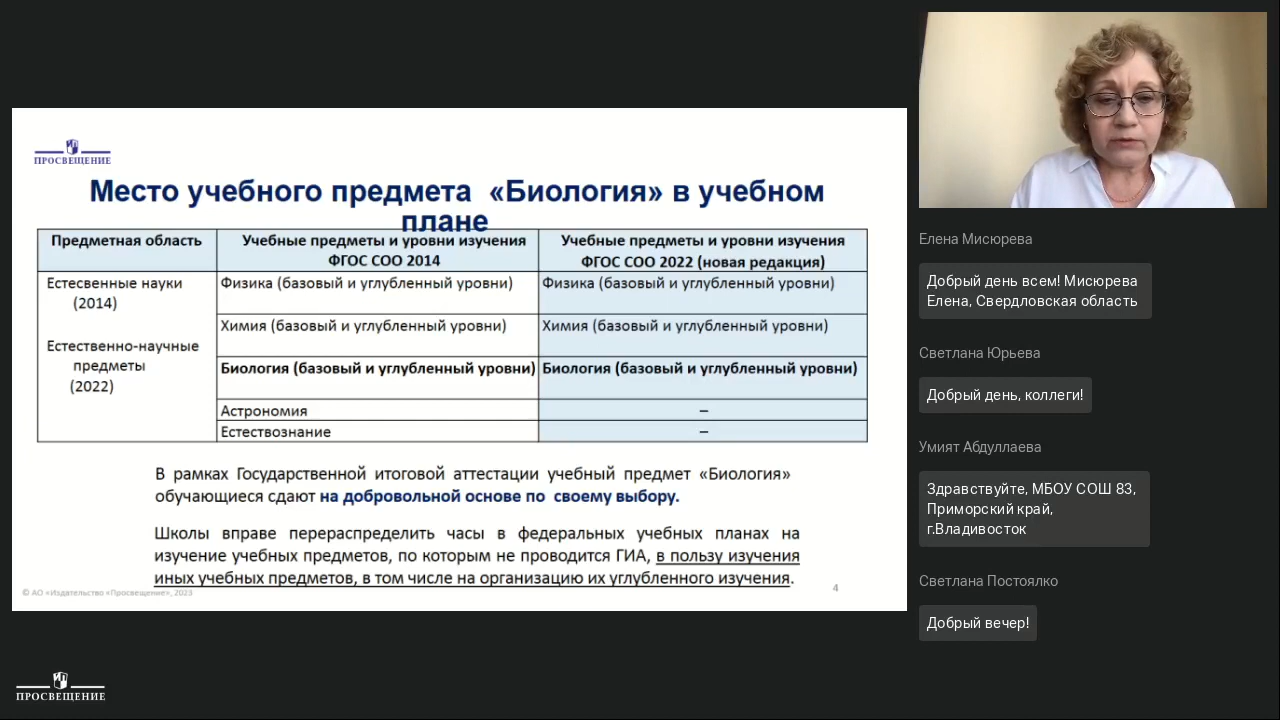 ПРОСВЕЩЕНИЕ
Место учебного предмета «Биология» в учебном
плане
Предметная область
Учебные предметы и уровни изучения
ФГОС СОО 2014
Учебные предметы и уровни изучения
ФГОС СОО 2022 (новая редакция)
Естесвенные науки
(2014)
Естественно-научные
предметы
(2022)
Физика (базовый и углубленный уровни)
Физика (базовый и углубленный уровни)
Химия (базовый и углубленный уровни)
Химия (базовый и углубленный уровни)
Биология (базовый и углубленный уровни)
Биология (базовый и углубленный уровни)
Астрономия
–
Естествознание
–
В рамках Государственной итоговой аттестации учебный предмет «Биология»
обучающиеся сдают на добровольной основе по своему выбору.
Школы вправе перераспределить часы в федеральных учебных планах на
изучение учебных предметов, по которым не проводится ГИА, в пользу изучения
иных учебных предметов, в том числе на организацию их углубленного изучения.
© АО «Издательство «Просвещение», 2023
4
ПРОСВЕЩЕНИЕ
Елена Мисюрева
Добрый день всем! Мисюрева
Елена, Свердловская область
Светлана Юрьева
Добрый день, коллеги!
Умият Абдуллаева
Здравствуйте, МБОУ СОШ 83,
Приморский край,
г.Владивосток
Светлана Постоялко
Добрый вечер!